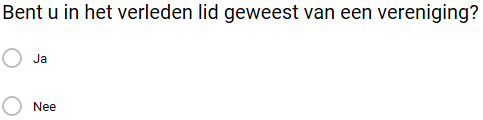 Bent u in het verleden lid geweest van een vereniging?
Ja
Nee